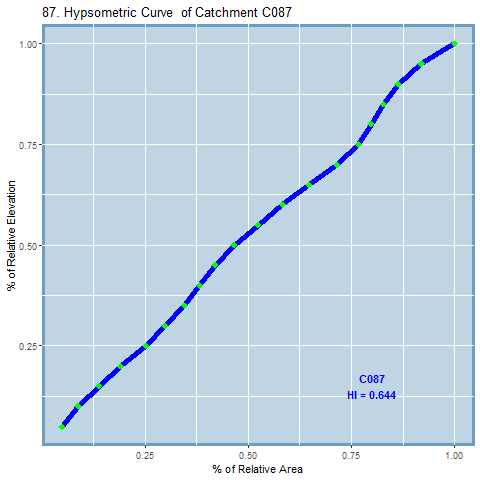 87. Hypsometric Curve  of Catchment C087
% of Relative Elevation
1.00
0.75
0.50
0.25
C087
HI = 0.644
0.25
0.50
0.75
1.00
% of Relative Area